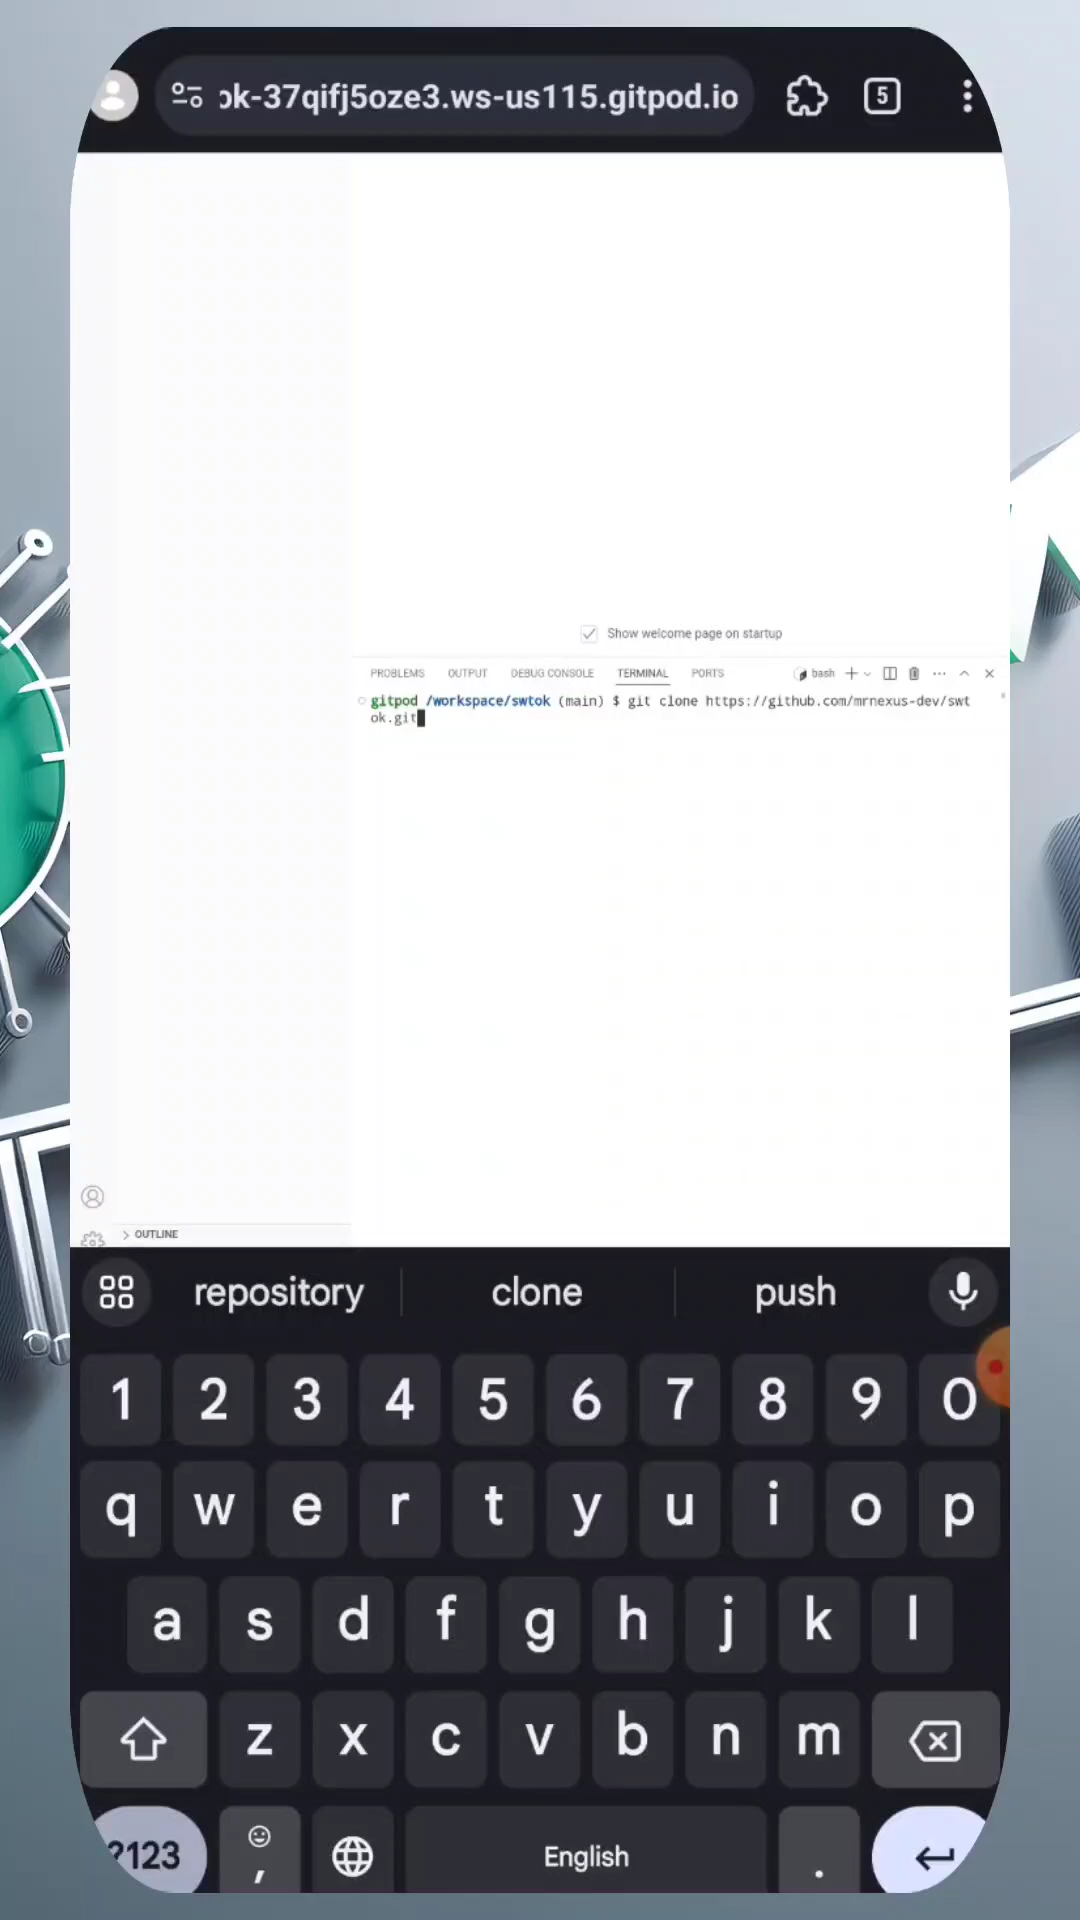 ok-37qifj5oze3.ws-us115.gitpod.io
5
Show welcome page on startup
PROBLEMS OUTPUT DEBUG CONSOLE TERMINAL PORTS bash
gitpod /workspace/swtok (main) $ git clone https://github.com/mrnexus-dev/swt
ok.git
OUTLINE
repository clone push
1 2 3 4 5 6 7 8 9 0
q w e r t y u i o p
a s d f g h j k l
z x c v b n m
?123 , English .